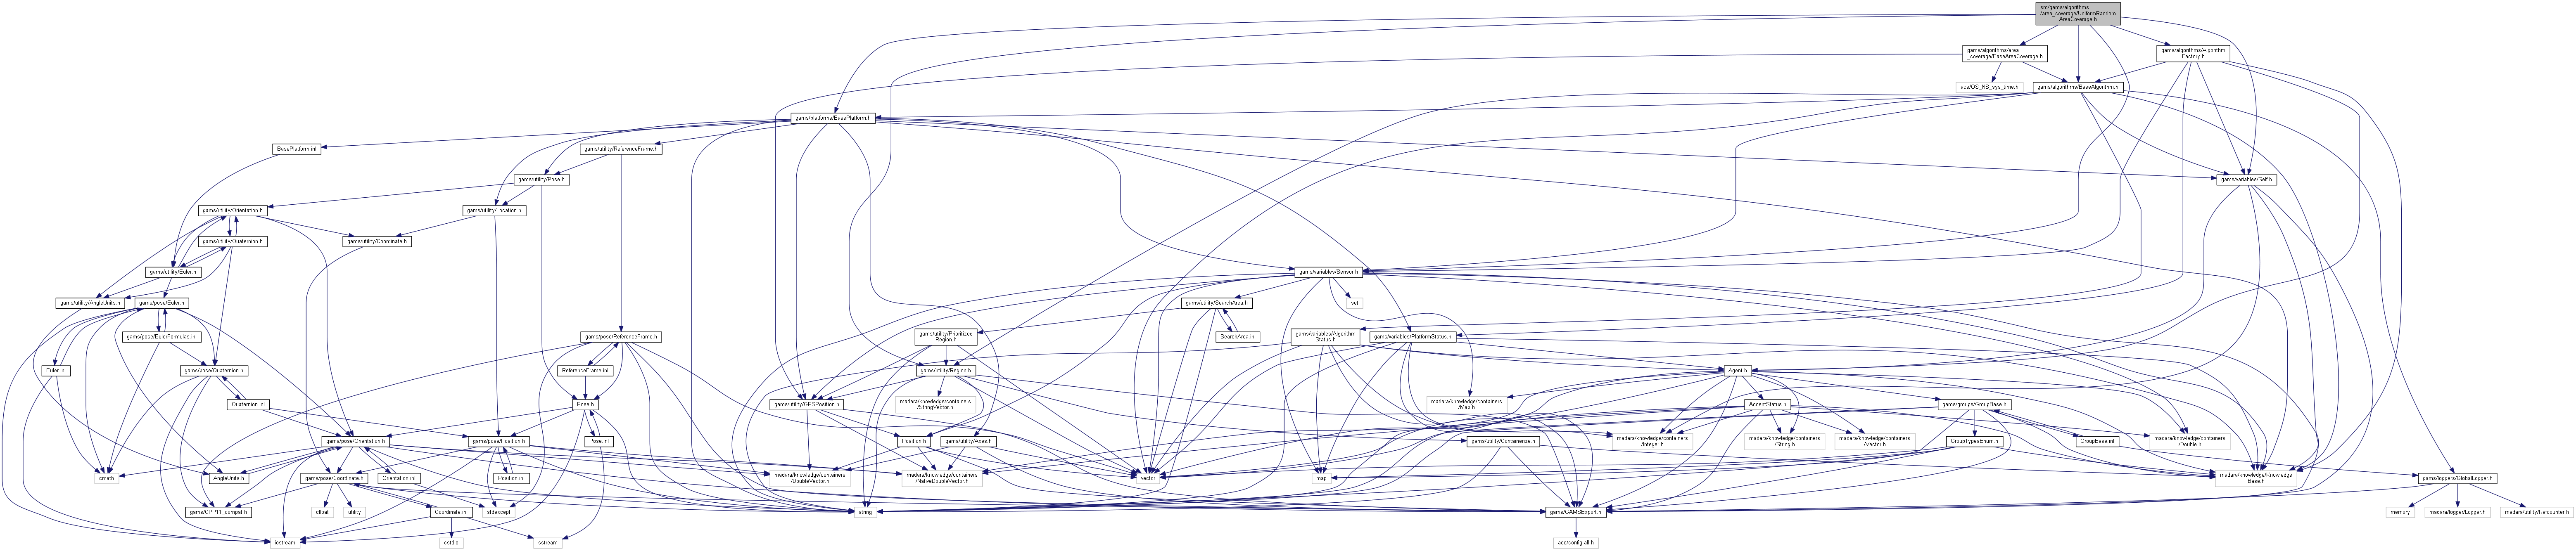 src/gams/algorithms
/area_coverage/UniformRandom
AreaCoverage.h
gams/algorithms/area
_coverage/BaseAreaCoverage.h
gams/algorithms/Algorithm
Factory.h
ace/OS_NS_sys_time.h
gams/algorithms/BaseAlgorithm.h
gams/platforms/BasePlatform.h
BasePlatform.inl
gams/utility/ReferenceFrame.h
gams/utility/Pose.h
gams/variables/Self.h
gams/utility/Orientation.h
gams/utility/Location.h
gams/utility/Quaternion.h
gams/utility/Coordinate.h
gams/utility/Euler.h
gams/variables/Sensor.h
gams/utility/AngleUnits.h
gams/pose/Euler.h
gams/utility/SearchArea.h
set
gams/pose/EulerFormulas.inl
gams/pose/ReferenceFrame.h
gams/utility/Prioritized
Region.h
SearchArea.inl
gams/variables/Algorithm
Status.h
gams/variables/PlatformStatus.h
Euler.inl
gams/pose/Quaternion.h
ReferenceFrame.inl
gams/utility/Region.h
Agent.h
Quaternion.inl
Pose.h
gams/utility/GPSPosition.h
madara/knowledge/containers
/StringVector.h
madara/knowledge/containers
/Map.h
AccentStatus.h
gams/groups/GroupBase.h
gams/pose/Orientation.h
gams/pose/Position.h
Pose.inl
Position.h
gams/utility/Axes.h
gams/utility/Containerize.h
madara/knowledge/containers
/Integer.h
madara/knowledge/containers
/String.h
madara/knowledge/containers
/Vector.h
GroupTypesEnum.h
GroupBase.inl
madara/knowledge/containers
/Double.h
cmath
AngleUnits.h
gams/pose/Coordinate.h
Orientation.inl
Position.inl
madara/knowledge/containers
/DoubleVector.h
madara/knowledge/containers
/NativeDoubleVector.h
vector
map
madara/knowledge/Knowledge
Base.h
gams/loggers/GlobalLogger.h
gams/CPP11_compat.h
cfloat
utility
Coordinate.inl
stdexcept
string
gams/GAMSExport.h
memory
madara/logger/Logger.h
madara/utility/Refcounter.h
iostream
cstdio
sstream
ace/config-all.h